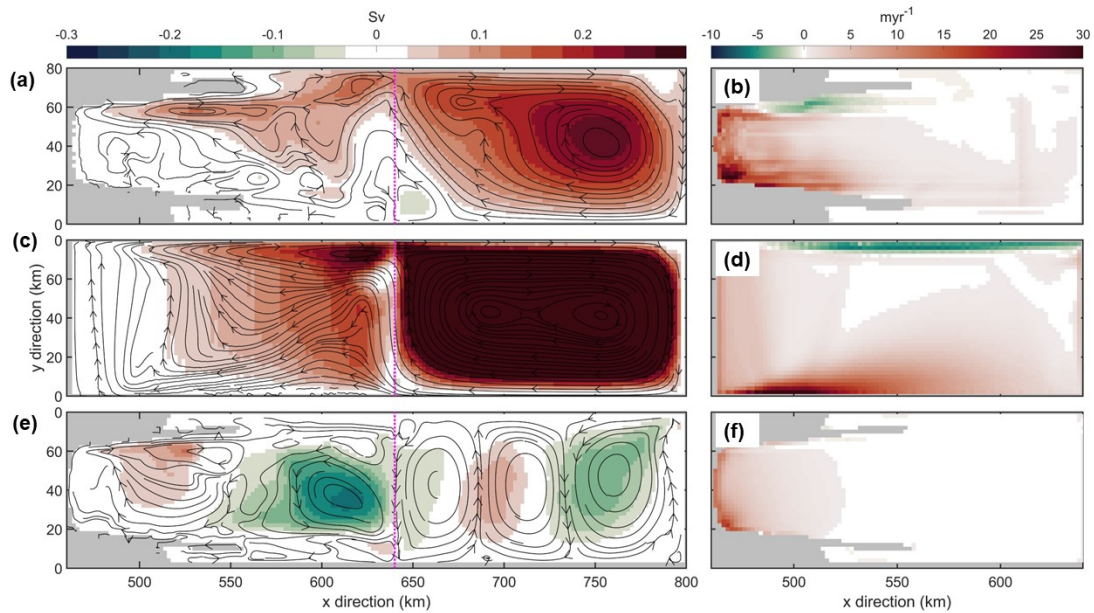 Sv
myr-1
-0.3 -0.2 -0.1 0 0.1 0.2
-10 -5 0 5 10 15 20 25 30
(a)
80
60
40
20
0
(b)
(c)
y direction (km)
0
60
40
20
0
(d)
(e)
0
60
40
20
0
(f)
500 550 600 650 700 750 800
x direction (km)
500 550 600
x direction (km)